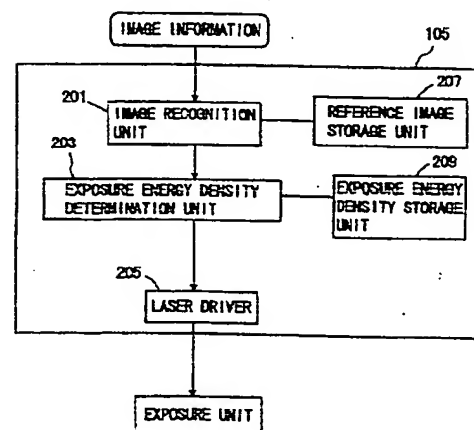 IMAGE INFORMATION
105
201
207
IMAGE RECOGNITION
UNIT
REFERENCE IMAGE
STORAGE UNIT
203
209
EXPOSURE ENERGY DENSITY
DETERMINATION UNIT
EXPOSURE ENERGY
DENSITY STORAGE
UNIT
205
LASER DRIVER
EXPOSURE UNIT